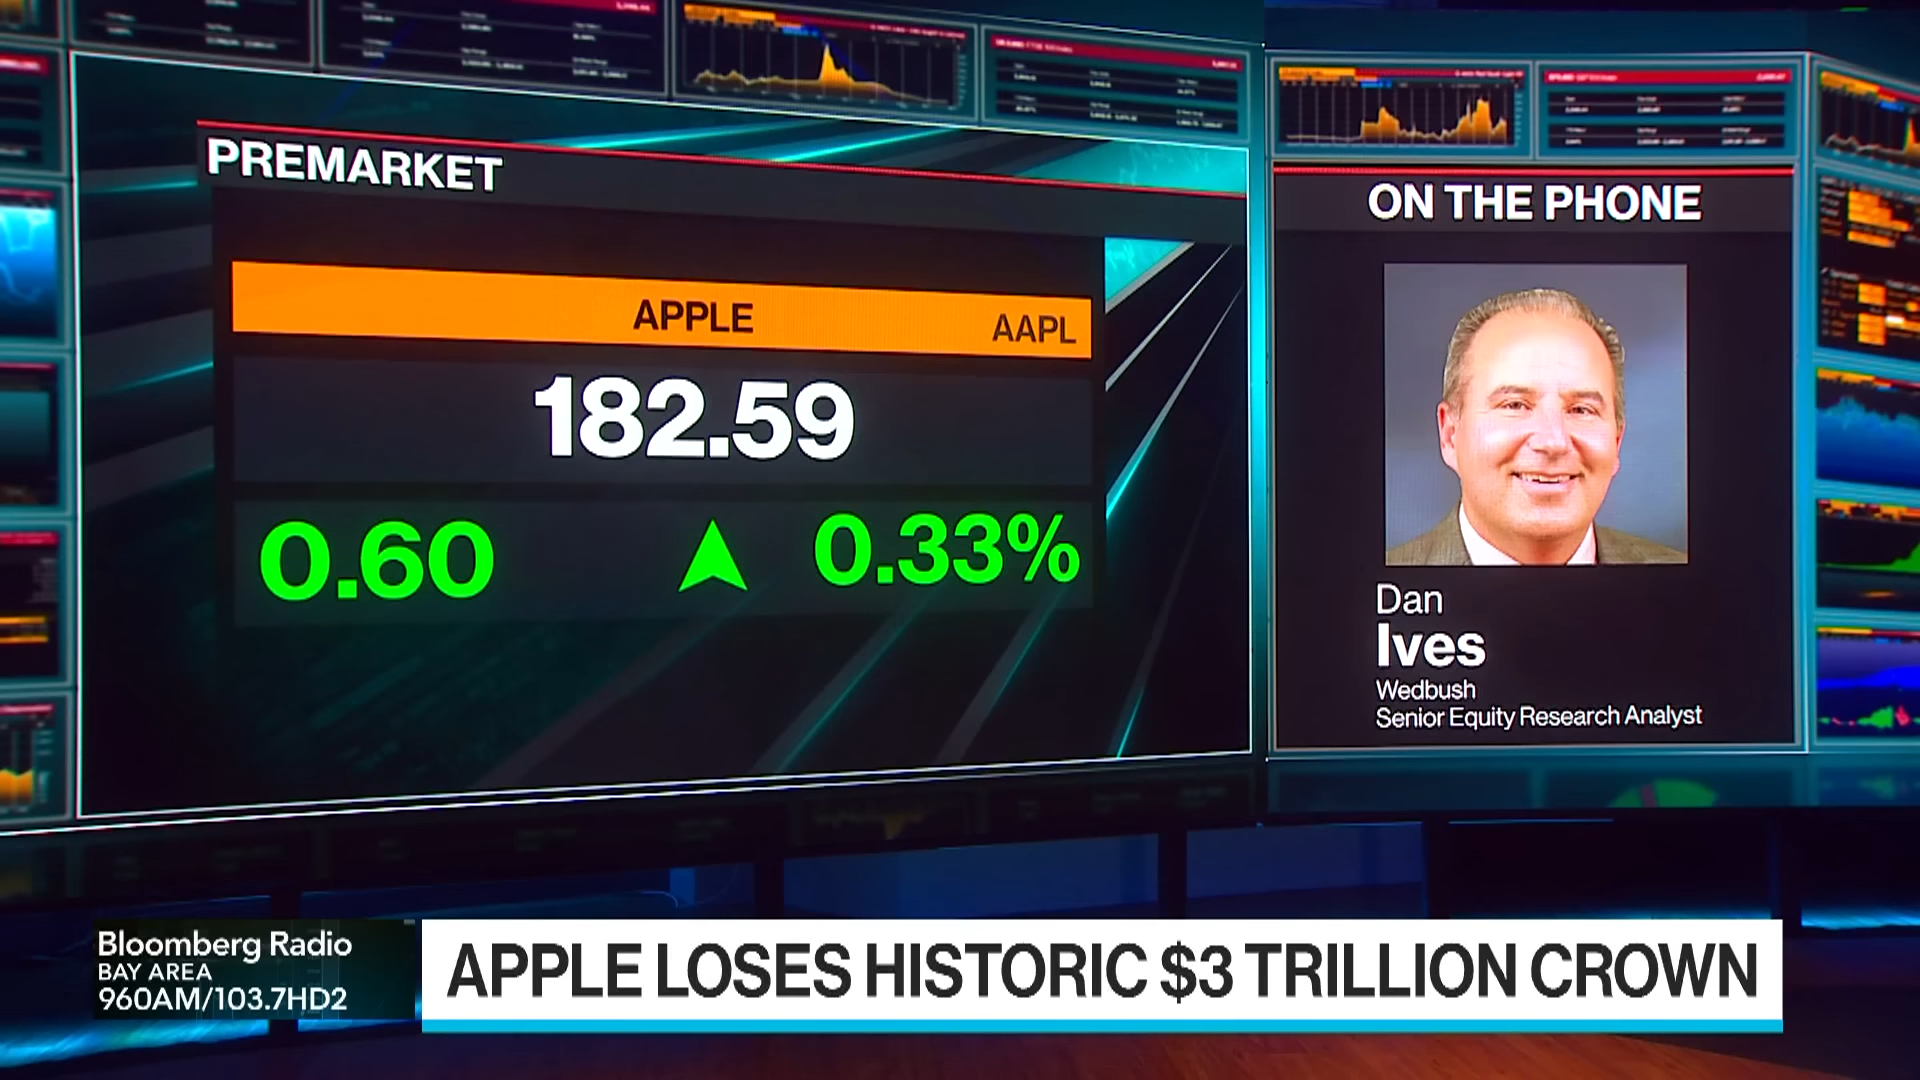 PREMARKET
APPLE AAPL
182.59
0.60 0.33%
ON THE PHONE
Dan
Ives
Wedbush
Senior Equity Research Analyst
Bloomberg Radio
BAY AREA
960AM/103.7HD2
APPLE LOSES HISTORIC $3 TRILLION CROWN